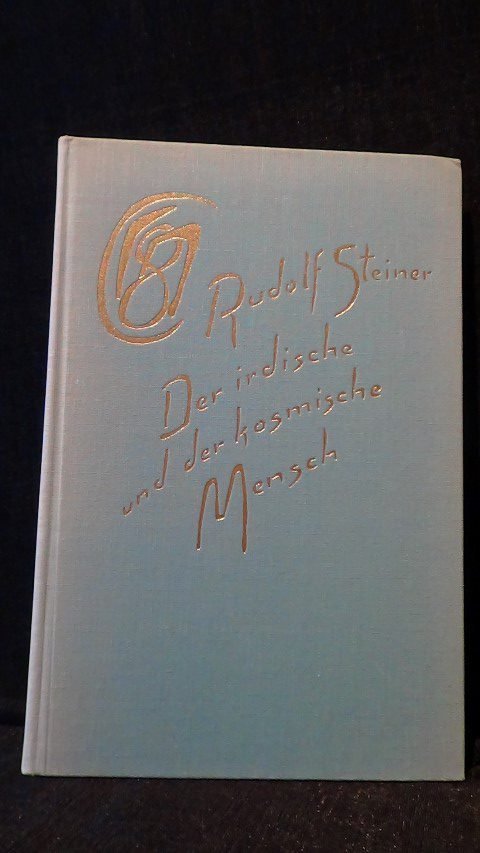 Rudolf Steiner
Der irdische
und der kosmische
Mensch